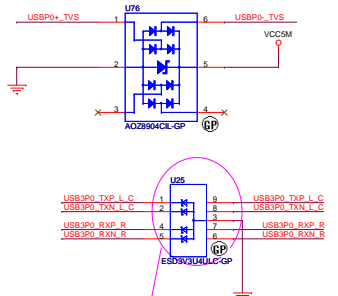 U76
USBP0+_TVS 1 6 USBP0-_TVS
VCC5M
2 5
3 4
AOZ8904CIL-GP GP
U25
USB3P0_TXP_L_C 1 9 USB3P0_TXP_L_C
USB3P0_TXN_L_C 2 8 USB3P0_TXN_L_C
3
USB3P0_RXP_R 4 7 USB3P0_RXP_R
USB3P0_RXN_R 5 6 USB3P0_RXN_R
GP
ESD3V3U4ULC-GP